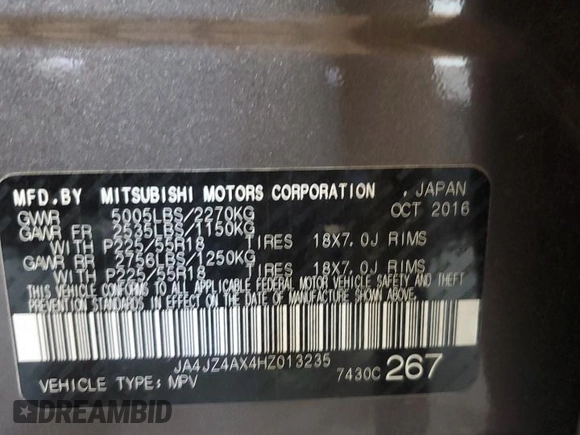 MFD.BY MITSUBISHI MOTORS CORPORATION , JAPAN
GVWR 5005LBS/2270KG OCT 2016
GAWR FR 2535LBS/1150KG
WITH P225/55R18 TIRES 18X7.0J RIMS
GAWR RR 2756LBS/1250KG
WITH P225/55R18 TIRES 18X7.0J RIMS
THIS VEHICLE CONFORMS TO ALL APPLICABLE FEDERAL MOTOR VEHICLE SAFETY AND THEFT
PREVENTION STANDARDS IN EFFECT ON THE DATE OF MANUFACTURE SHOWN ABOVE.
JA4JZ4AX4HZ013235
VEHICLE TYPE: MPV 7430C 267
DREAMBID